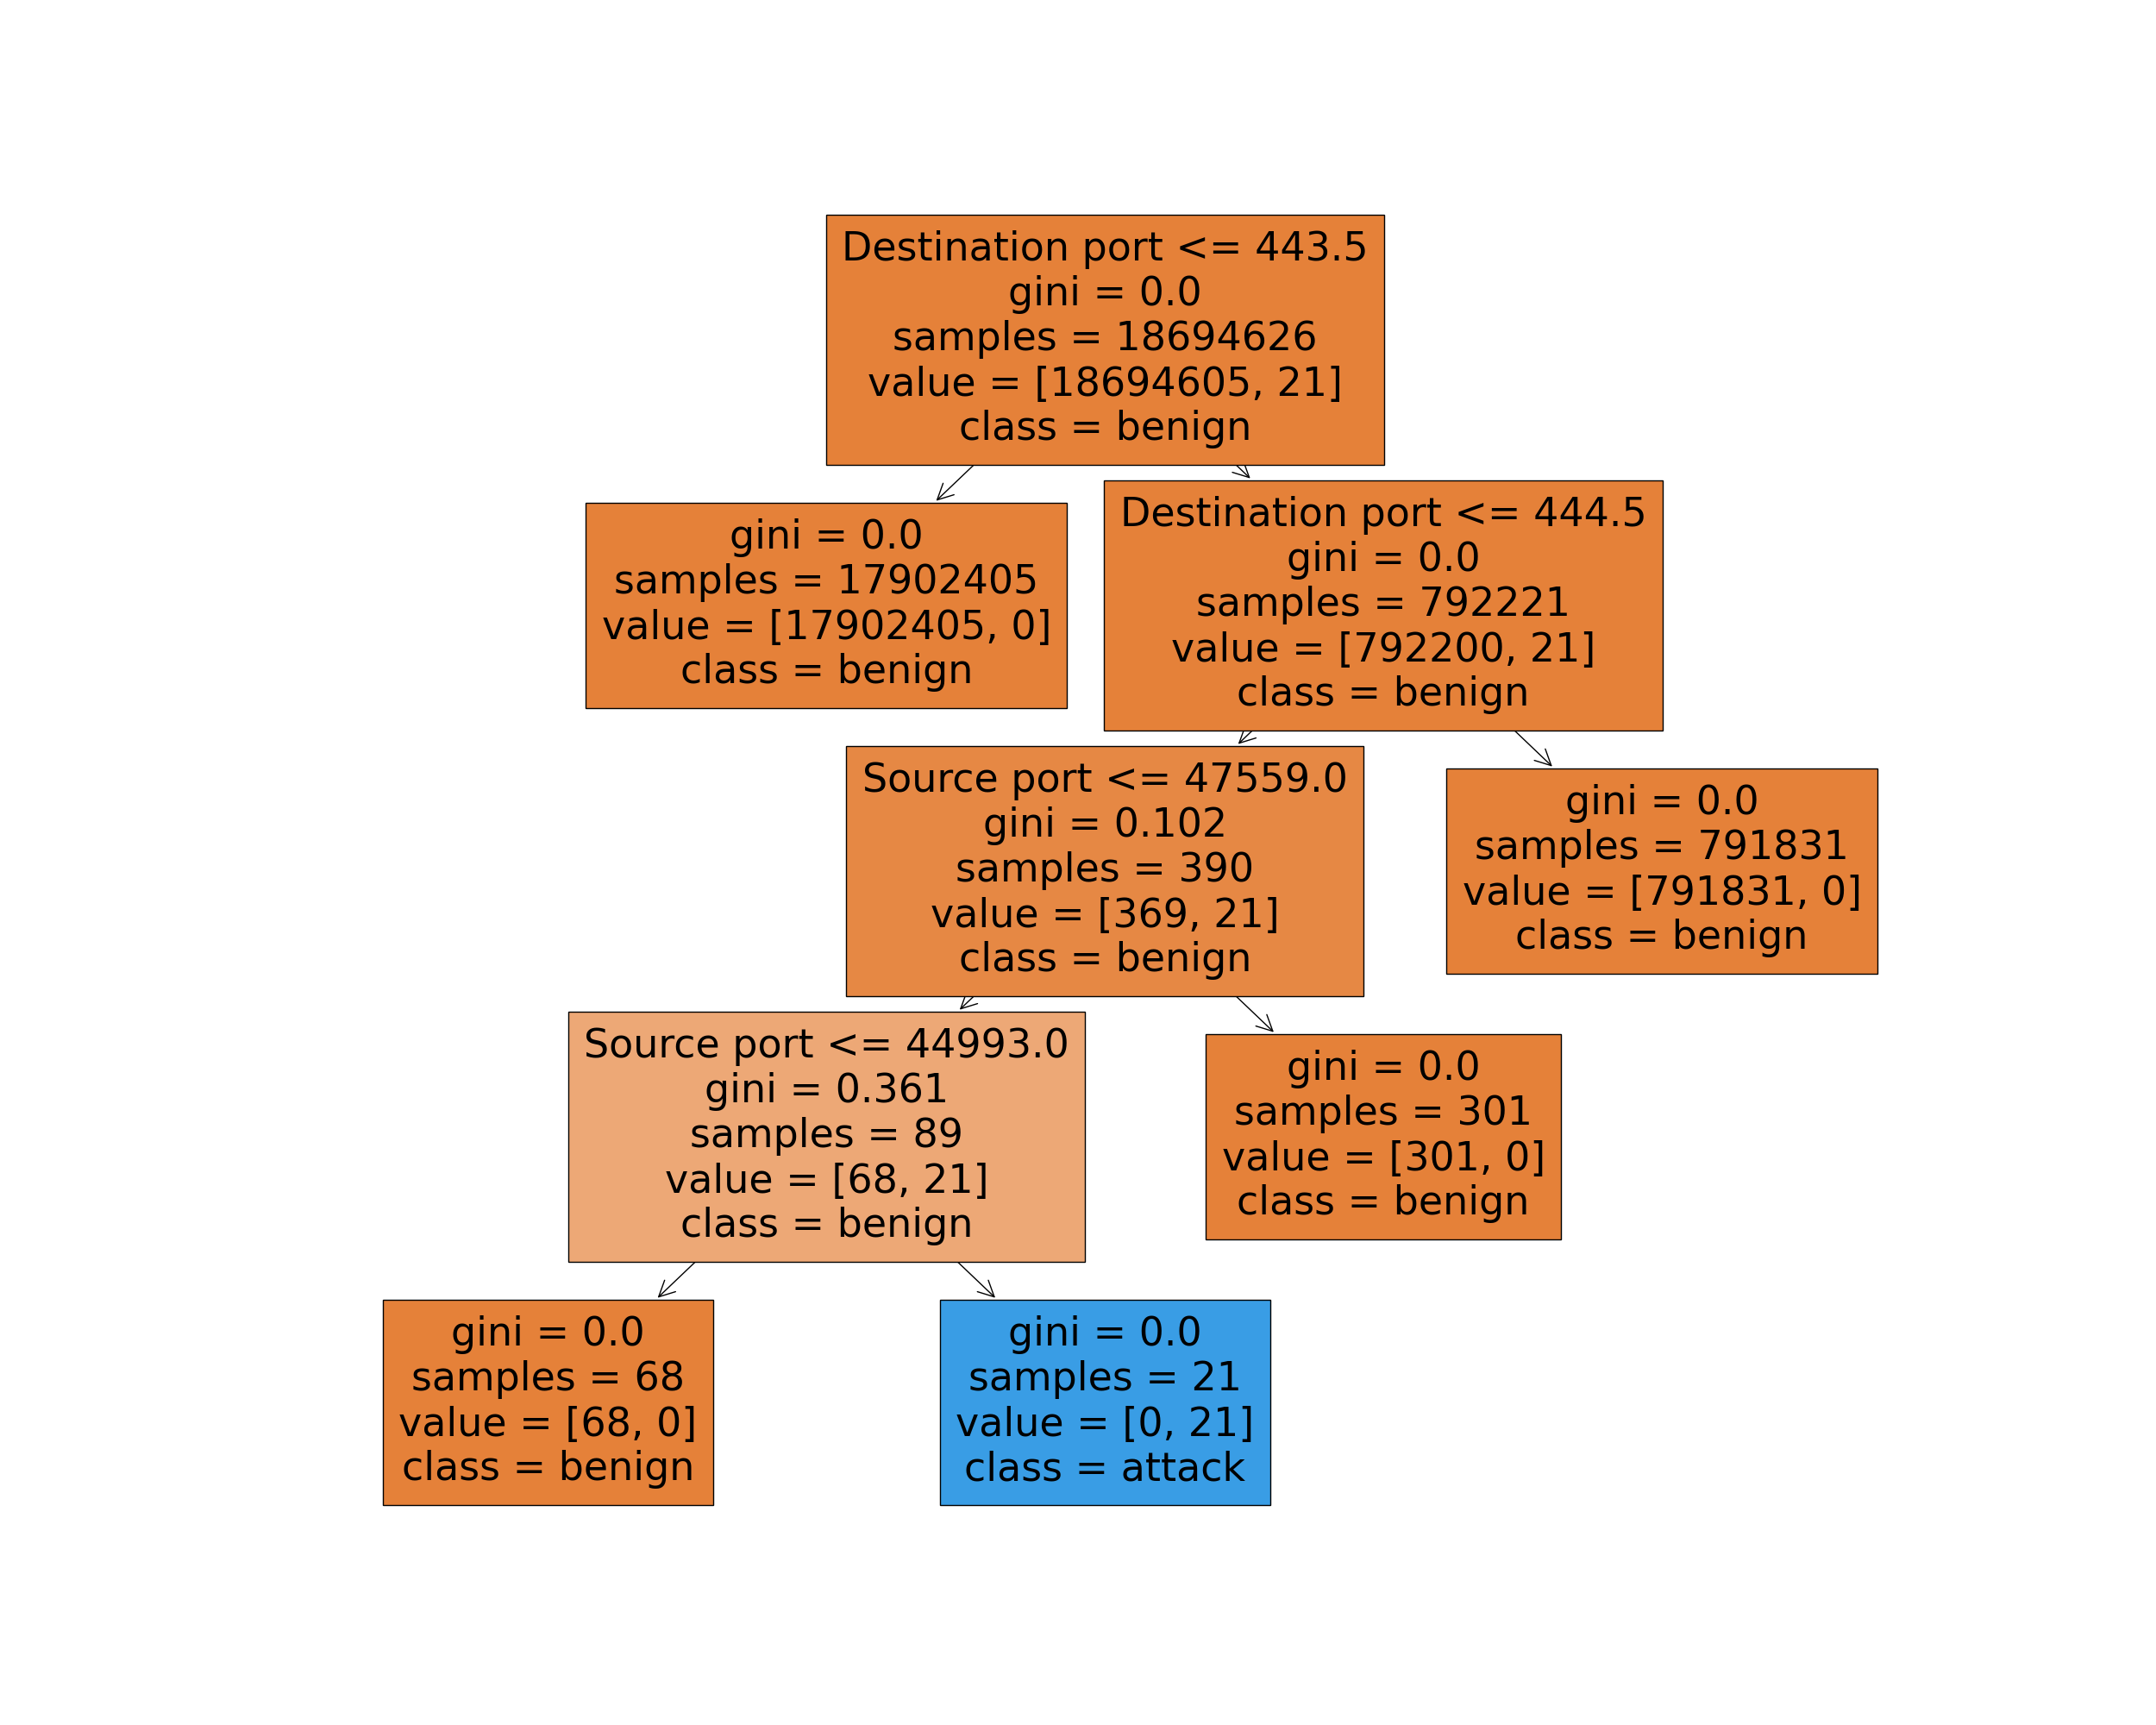 Destination port <= 443.5
gini = 0.0
samples = 18694626
value = [18694605, 21]
class = benign
gini = 0.0
samples = 17902405
value = [17902405, 0]
class = benign
Destination port <= 444.5
gini = 0.0
samples = 792221
value = [792200, 21]
class = benign
Source port <= 47559.0
gini = 0.102
samples = 390
value = [369, 21]
class = benign
gini = 0.0
samples = 791831
value = [791831, 0]
class = benign
Source port <= 44993.0
gini = 0.361
samples = 89
value = [68, 21]
class = benign
gini = 0.0
samples = 301
value = [301, 0]
class = benign
gini = 0.0
samples = 68
value = [68, 0]
class = benign
gini = 0.0
samples = 21
value = [0, 21]
class = attack